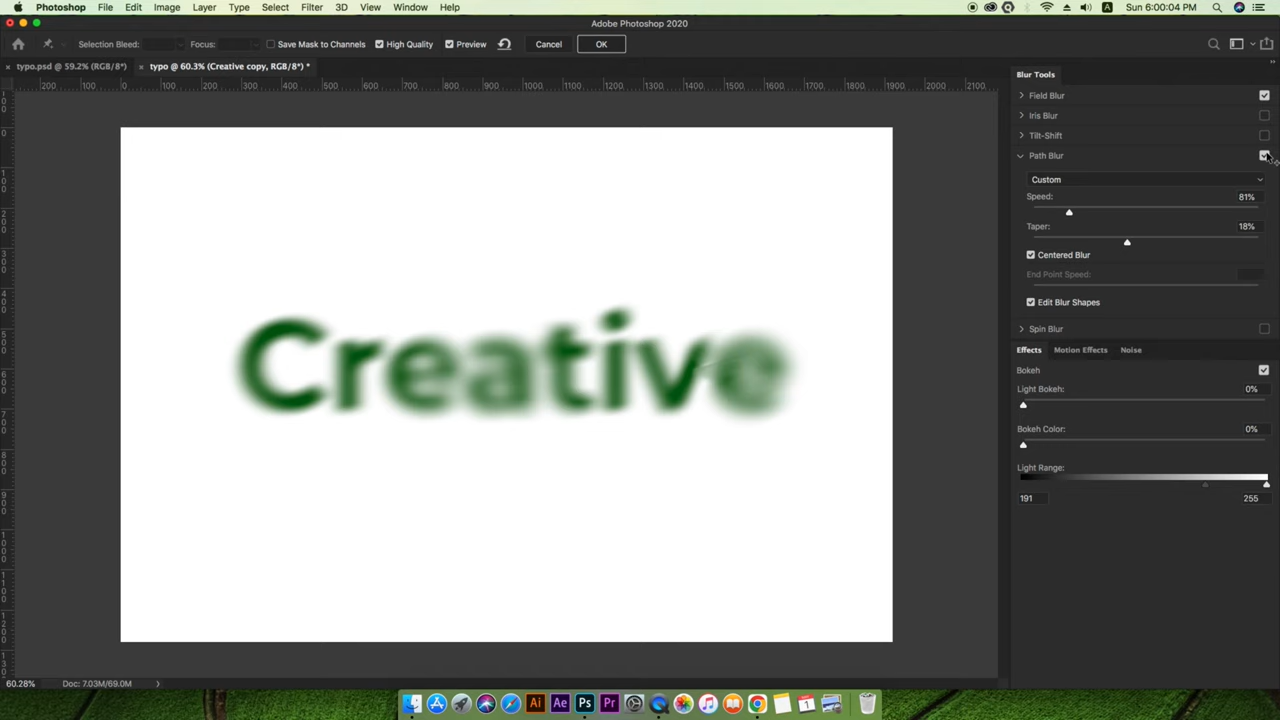 Photoshop File Edit Image Layer Type Select Filter 3D View Window Help A Sun 6:00:04 PM
Adobe Photoshop 2020
Selection Bleed: Focus: Save Mask to Channels High Quality Preview Cancel OK
typo.psd @ 59.2% (RGB/8*) typo @ 60.3% (Creative copy, RGB/8*) *
200 100 0 100 200 300 400 500 600 700 800 900 1000 1100 1200 1300 1400 1500 1600 1700 1800 1900 2000 2100
Blur Tools
Field Blur
Iris Blur
Tilt-Shift
Path Blur
Custom
Speed: 81%
Taper: 18%
Centered Blur
End Point Speed:
Edit Blur Shapes
Spin Blur
Effects Motion Effects Noise
Bokeh
Light Bokeh: 0%
Bokeh Color: 0%
Light Range:
191 255
Creative
60.28% Doc: 7.03M/69.0M
Ai Ae Ps Pr 1